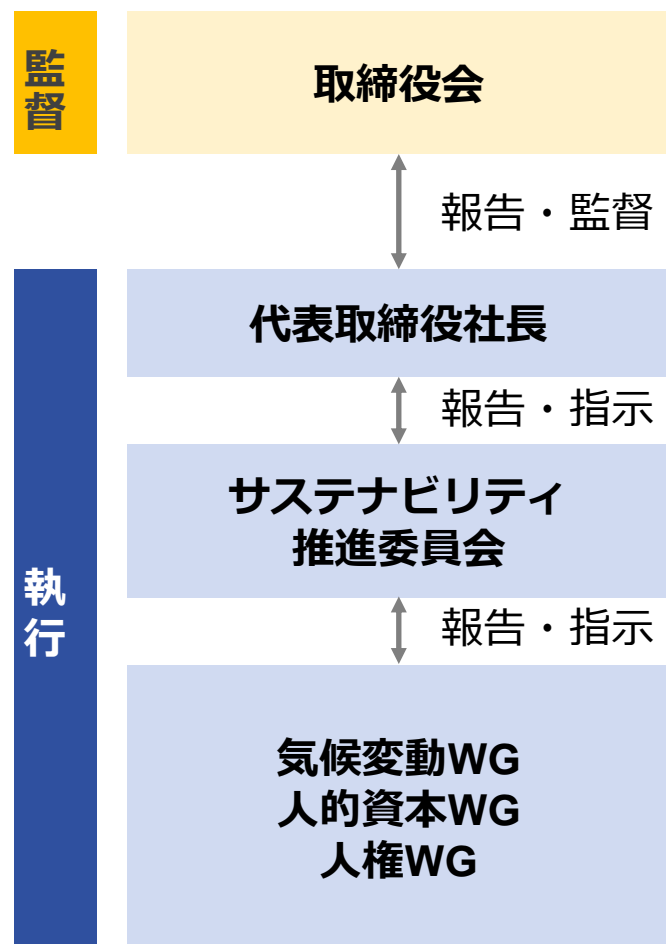 監督
取締役会
報告・監督
代表取締役社長
報告・指示
サステナビリティ
推進委員会
報告・指示
執行
気候変動WG
人的資本WG
人権WG